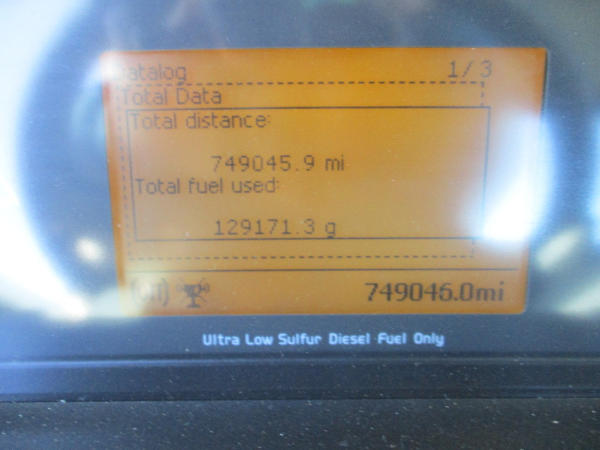 atalog 1/3
Total Data
Total distance:
749045.9 mi
Total fuel used:
129171.3 g
749046.0mi
Ultra Low Sulfur Diesel Fuel Only